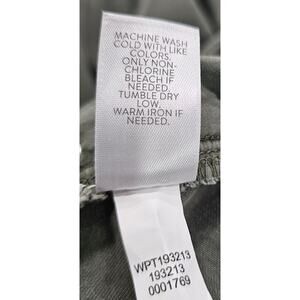 MACHINE WASH
COLD WITH LIKE
COLORS.
ONLY NON-
CHLORINE
BLEACH IF
NEEDED.
TUMBLE DRY
LOW.
WARM IRON IF
NEEDED.
WPT193213
193213
0001769